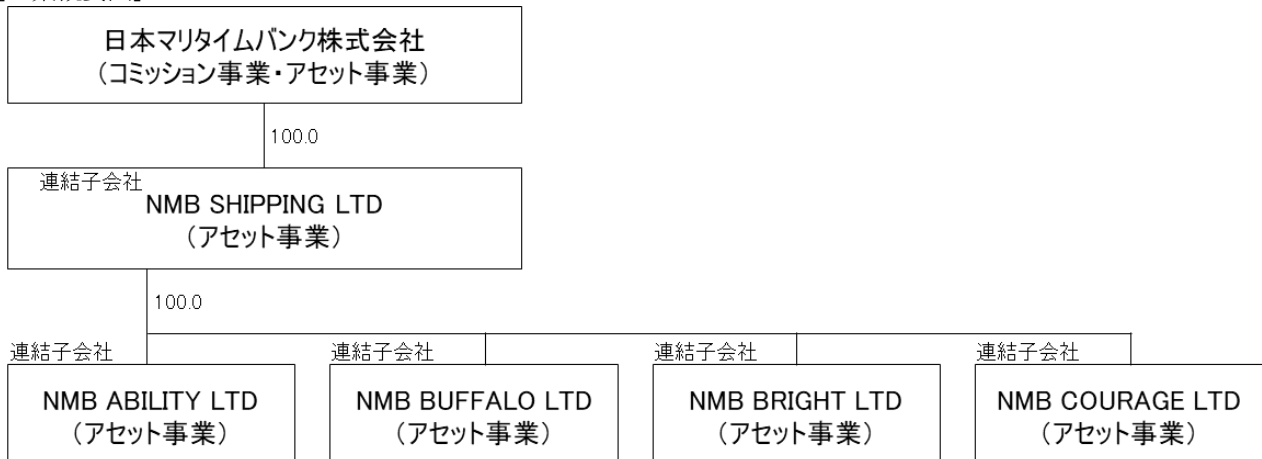 日本マリタイムバンク株式会社
（コミッション事業・アセット事業）
100.0
連結子会社
NMB SHIPPING LTD
（アセット事業）
100.0
連結子会社
NMB ABILITY LTD
（アセット事業）
連結子会社
NMB BUFFALO LTD
（アセット事業）
連結子会社
NMB BRIGHT LTD
（アセット事業）
連結子会社
NMB COURAGE LTD
（アセット事業）